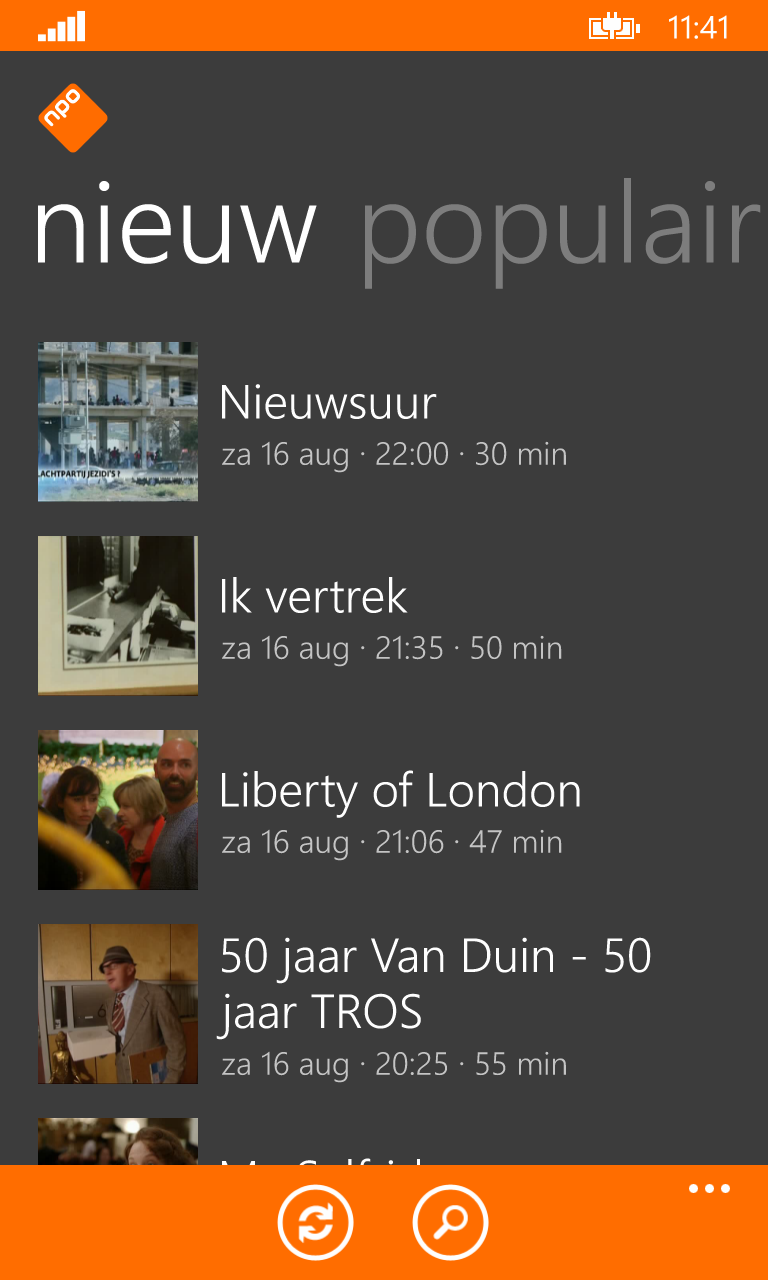 11:41
npo
nieuw populair
Nieuwsuur
za 16 aug · 22:00 · 30 min
LACHTPARTIJ JEZIDI'S ?
Ik vertrek
za 16 aug · 21:35 · 50 min
Liberty of London
za 16 aug · 21:06 · 47 min
50 jaar Van Duin - 50
jaar TROS
za 16 aug · 20:25 · 55 min